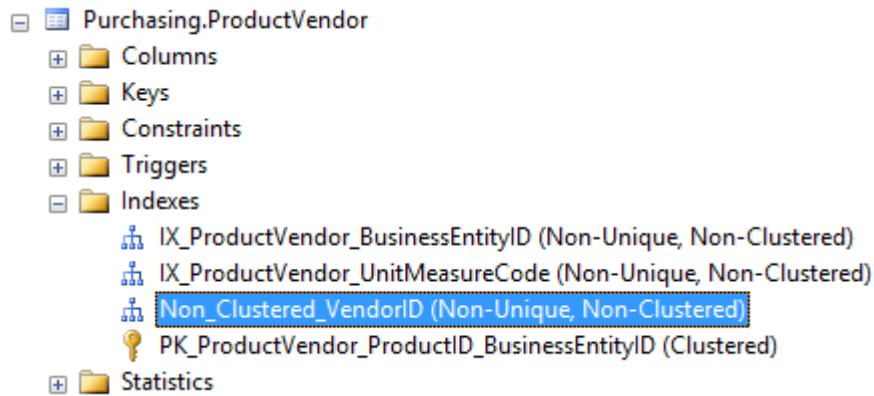 Purchasing.ProductVendor
Columns
Keys
Constraints
Triggers
Indexes
IX_ProductVendor_BusinessEntityID (Non-Unique, Non-Clustered)
IX_ProductVendor_UnitMeasureCode (Non-Unique, Non-Clustered)
Non_Clustered_VendorID (Non-Unique, Non-Clustered)
PK_ProductVendor_ProductID_BusinessEntityID (Clustered)
Statistics